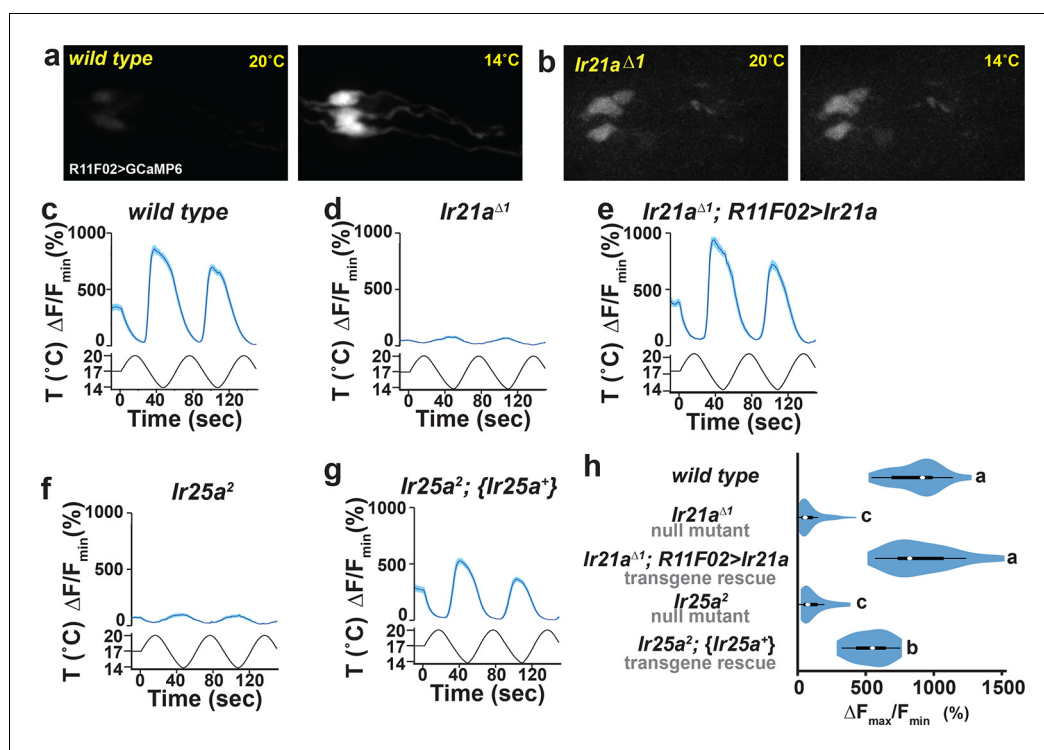 a
wild type
20˚C
R11F02>GCaMP6
14˚C
b
Ir21a Δ1
20˚C
14˚C
c
wild type
ΔF/Fmin(%)
1000
500
0
T (˚C)
20
17
14
0 40 80 120
Time (sec)
d
Ir21aΔ1
ΔF/Fmin(%)
1000
500
0
T (˚C)
20
17
14
0 40 80 120
Time (sec)
e
Ir21aΔ1; R11F02>Ir21a
ΔF/Fmin(%)
1000
500
0
T (˚C)
20
17
14
0 40 80 120
Time (sec)
f
Ir25a2
ΔF/Fmin(%)
1000
500
0
T (˚C)
20
17
14
0 40 80 120
Time (sec)
g
Ir25a2; {Ir25a+}
ΔF/Fmin(%)
1000
500
0
T (˚C)
20
17
14
0 40 80 120
Time (sec)
h
wild type
a
Ir21aΔ1
null mutant
c
Ir21aΔ1; R11F02>Ir21a
transgene rescue
a
Ir25a2
null mutant
c
Ir25a2; {Ir25a+}
transgene rescue
b
0 500 1000 1500
ΔFmax/Fmin (%)